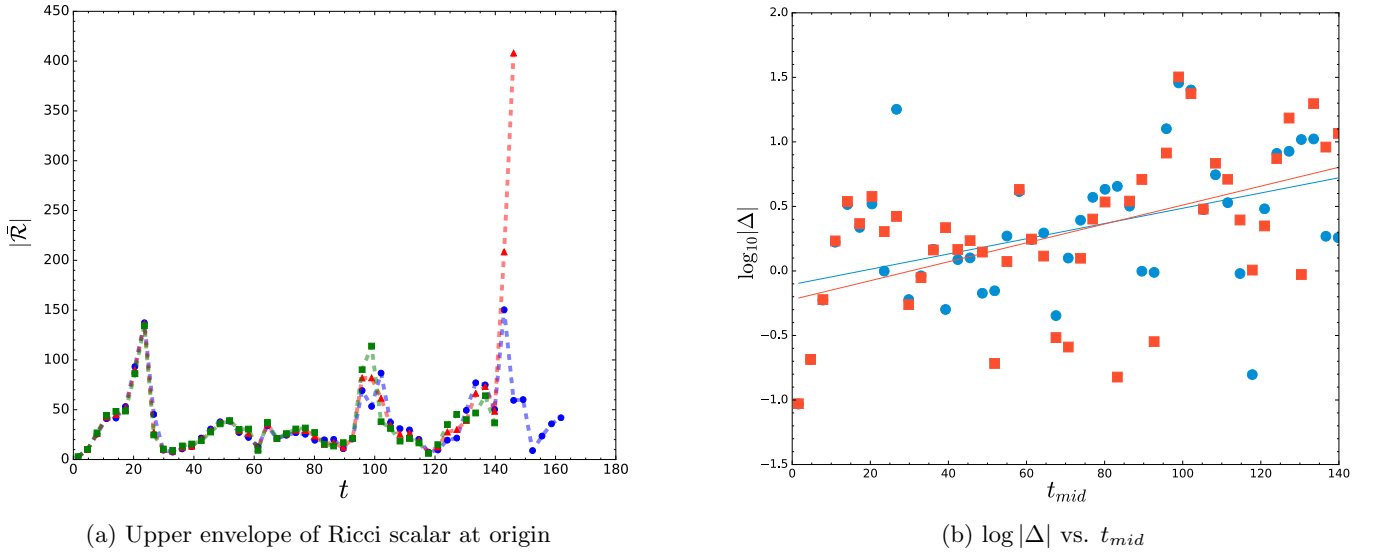 450
400
350
300
250
200
150
100
50
0
|R̄|
0 20 40 60 80 100 120 140 160 180
t
(a) Upper envelope of Ricci scalar at origin
2.0
1.5
1.0
0.5
0.0
−0.5
−1.0
−1.5
log₁₀|Δ|
0 20 40 60 80 100 120 140
t_mid
(b) log |Δ| vs. t_mid